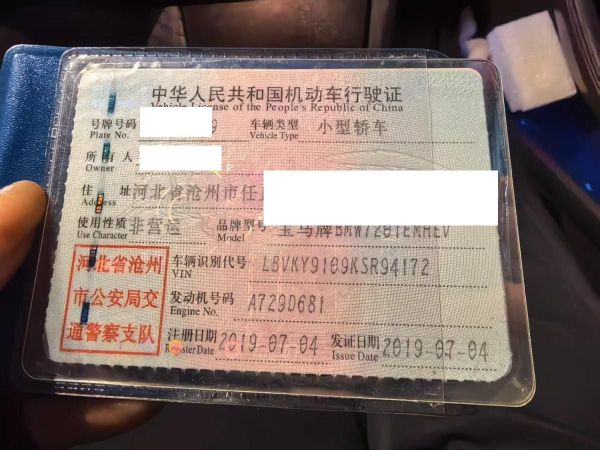 中华人民共和国机动车行驶证
Vehicle License of the People's Republic of China
号牌号码 9 车辆类型 小型轿车
Plate No. Vehicle Type
所有人
Owner
住址 河北省沧州市任
Address
使用性质 非营运 品牌型号 宝马牌BMW7201EMHEV
Use Character Model
河北省沧州
市公安局交
通警察支队
车辆识别代号 LBVKY9109KSR94172
VIN
发动机号码 A729D681
Engine No.
注册日期 2019-07-04 发证日期 2019-07-04
Register Date Issue Date